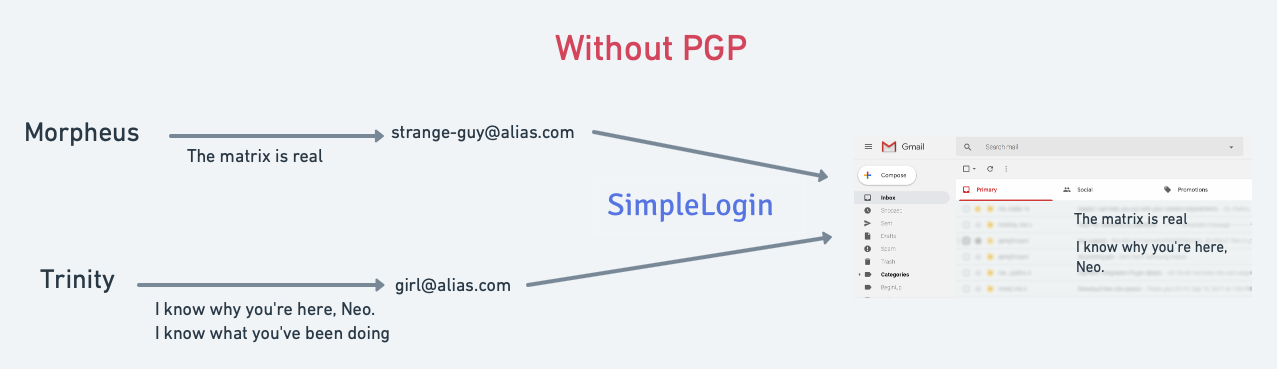 Without PGP
Morpheus
The matrix is real
strange-guy@alias.com
SimpleLogin
Trinity
I know why you're here, Neo.
I know what you've been doing
girl@alias.com
Gmail
Search mail
Compose
Inbox
Snoozed
Sent
Drafts
Spam
Trash
Categories
BeginUp
Primary
Social
Promotions
The matrix is real
I know why you're here,
Neo.